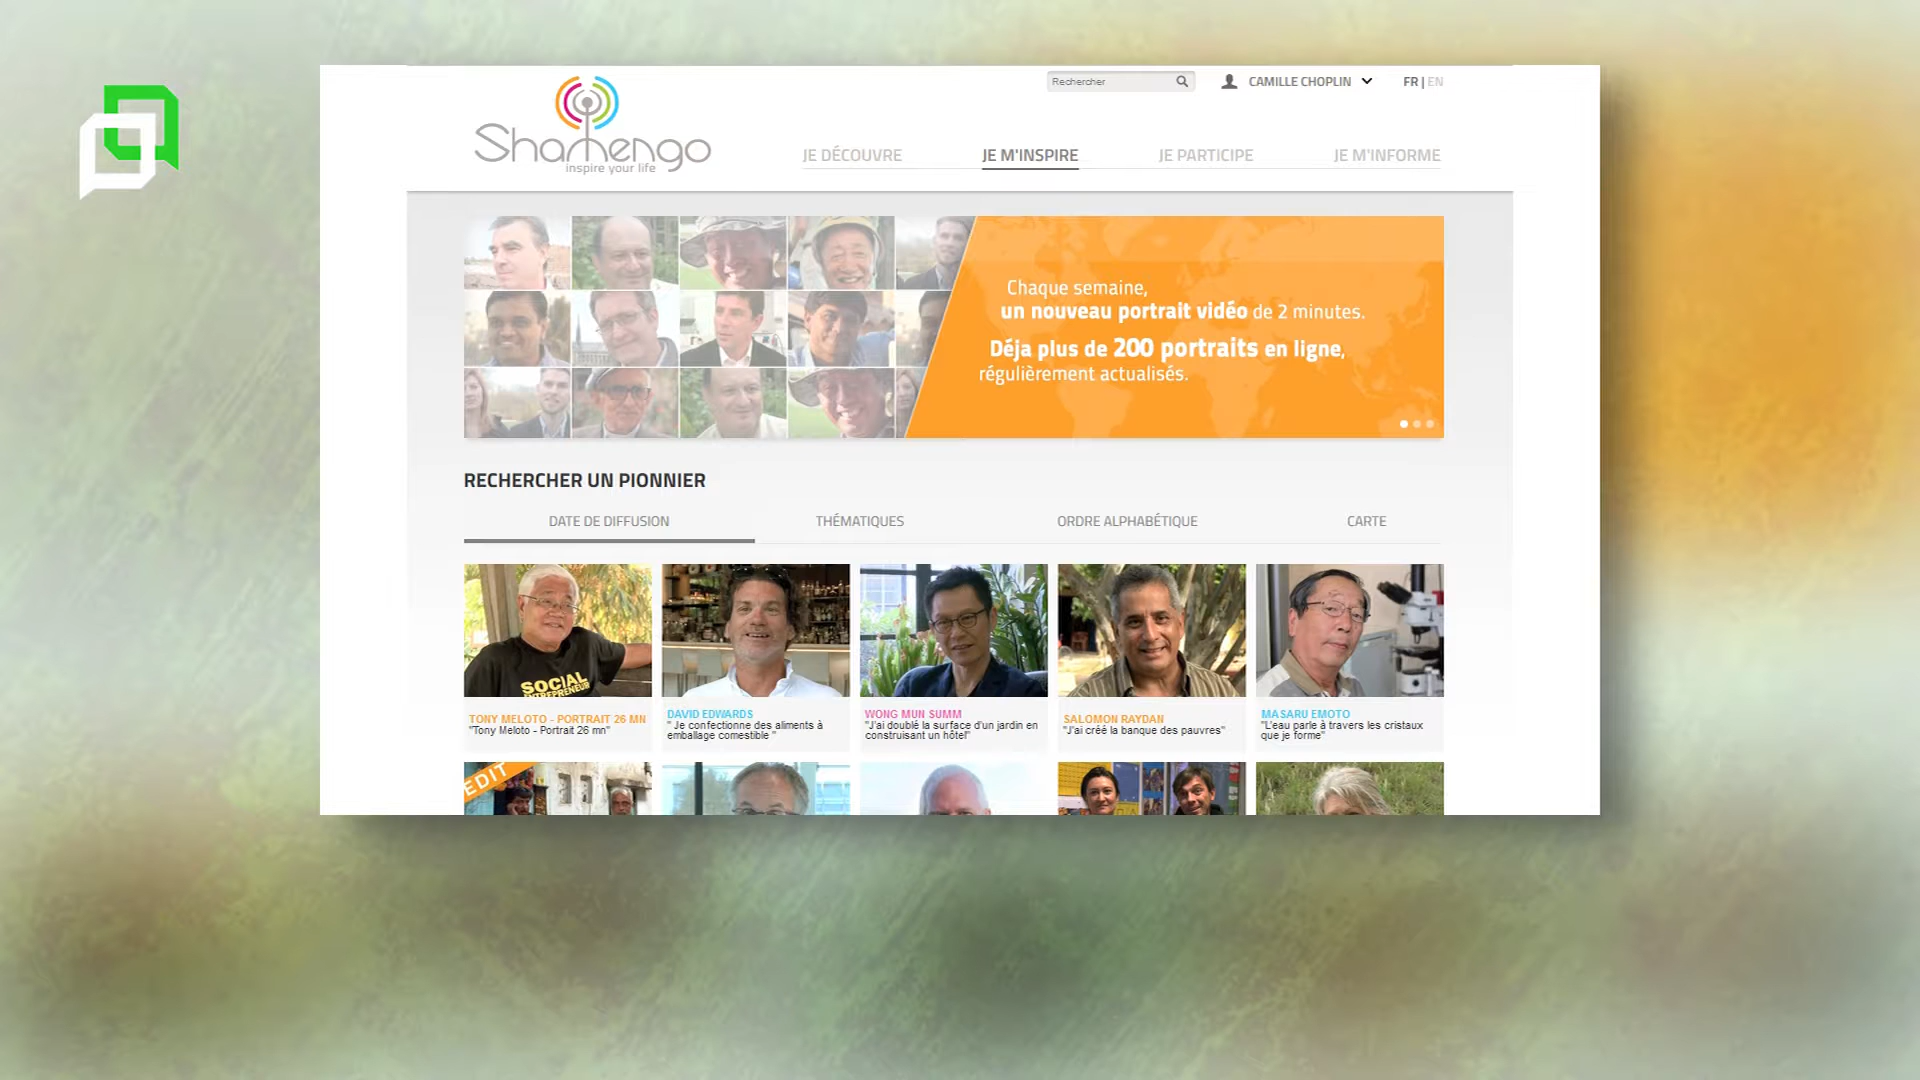 Rechercher
CAMILLE CHOPLIN
FR | EN
Shamengo
inspire your life
JE DÉCOUVRE
JE M'INSPIRE
JE PARTICIPE
JE M'INFORME
Chaque semaine,
un nouveau portrait vidéo de 2 minutes.
Déja plus de 200 portraits en ligne,
régulièrement actualisés.
RECHERCHER UN PIONNIER
DATE DE DIFFUSION
THÉMATIQUES
ORDRE ALPHABÉTIQUE
CARTE
SOCIAL
ENTREPRENEUR
TONY MELOTO - PORTRAIT 26 MN
"Tony Meloto - Portrait 26 mn"
DAVID EDWARDS
" Je confectionne des aliments à
emballage comestible "
WONG MUN SUMM
"J'ai doublé la surface d'un jardin en
construisant un hôtel"
SALOMON RAYDAN
"J'ai créé la banque des pauvres"
MASARU EMOTO
"L'eau parle à travers les cristaux
que je forme"
EDIT